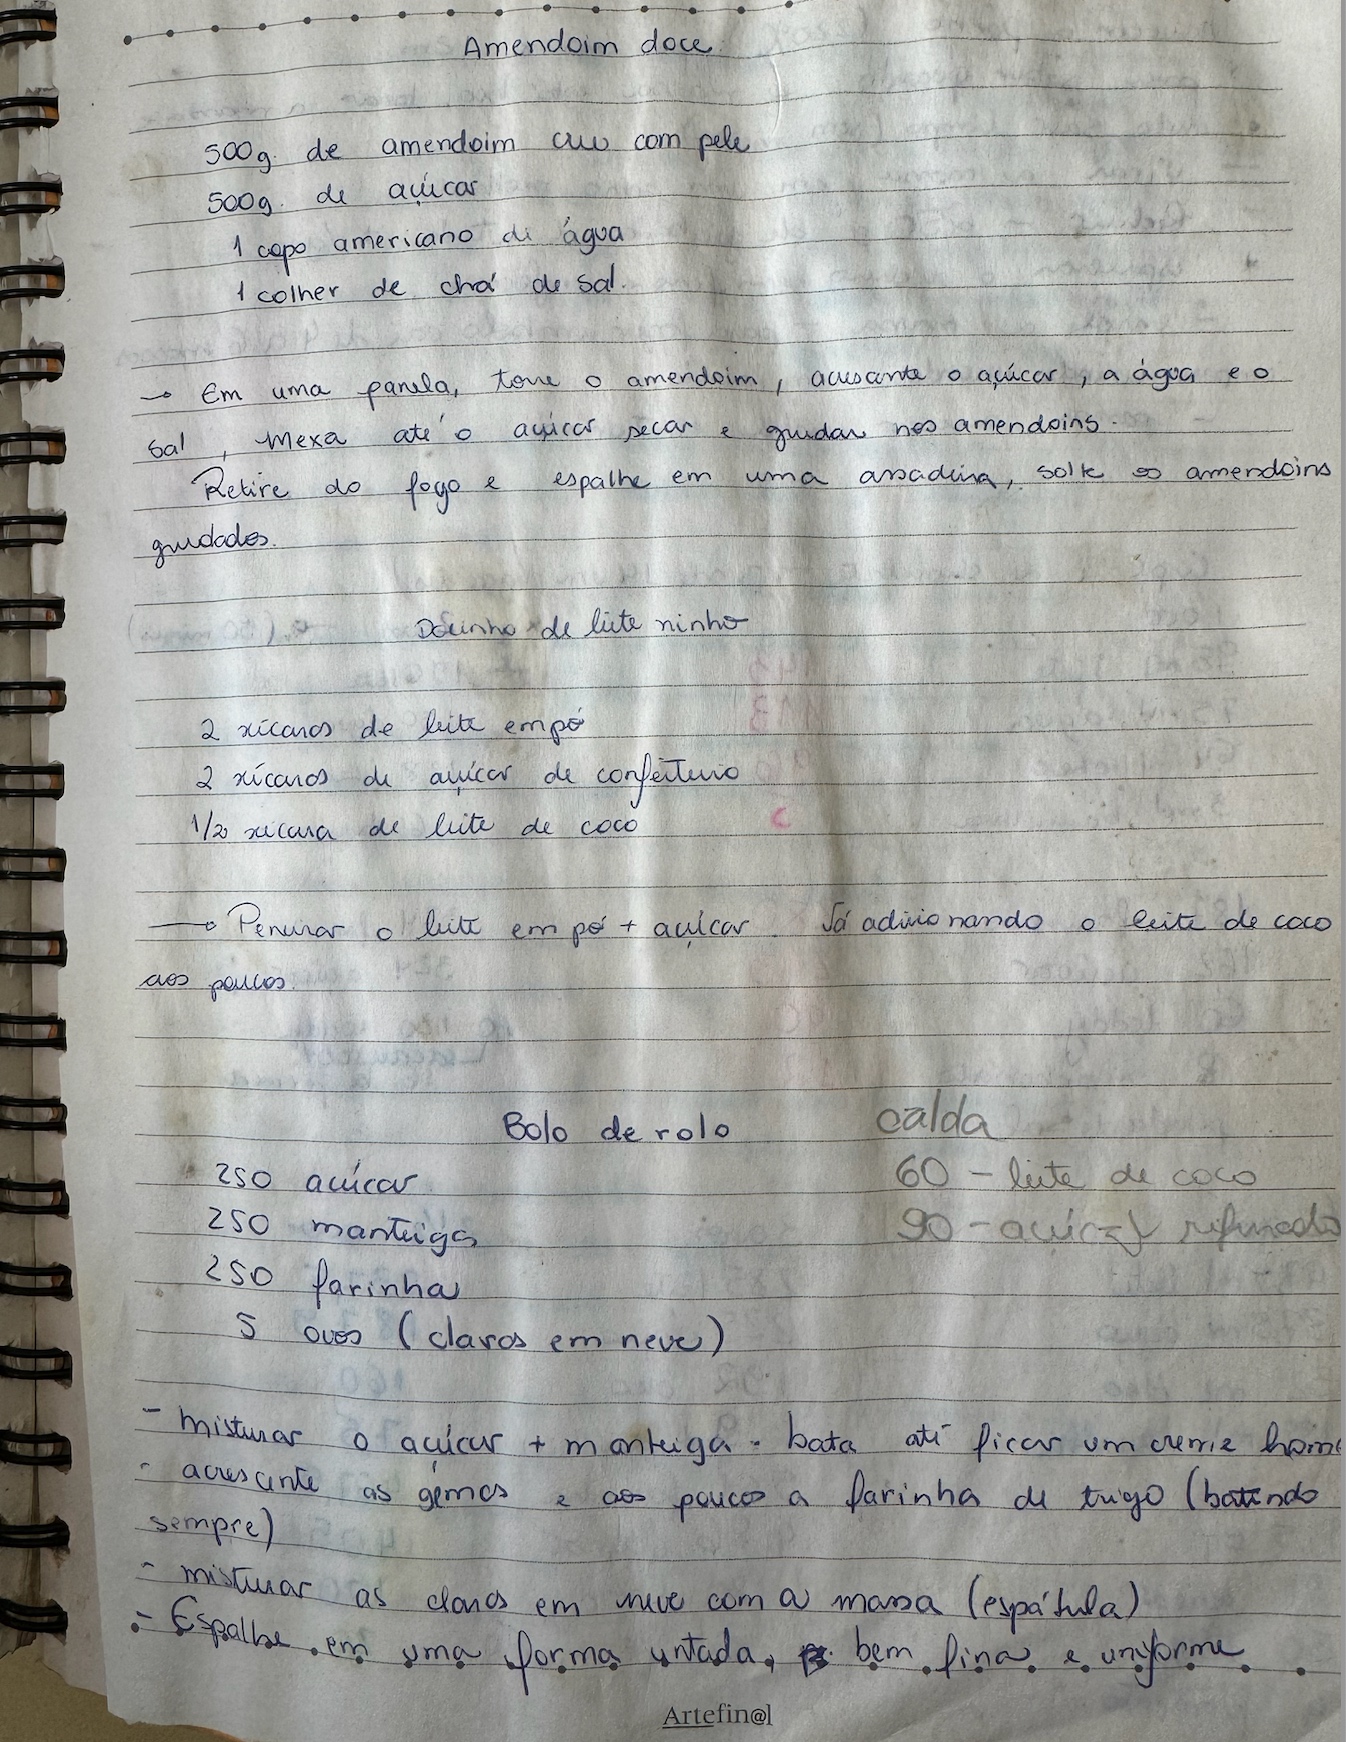 Amendoim doce.
500g. de amendoim cru com pele
500g. de açúcar
1 copo americano de água
1 colher de chá de sal.
→ Em uma panela, torre o amendoim, acrescente o açúcar, a água e o
sal, mexa até o açúcar secar e grudar nos amendoins.
Retire do fogo e espalhe em uma assadeira, solte os amendoins
grudados.
Docinho de leite ninho
2 xícaras de leite em pó
2 xícaras de açúcar de confeiteiro
1/2 xícara de leite de coco
→ Peneirar o leite em pó + açúcar. Vá adicionando o leite de coco
aos poucos.
Bolo de rolo
250 açúcar
250 manteiga
250 farinha
5 ovos (claras em neve)
calda
60 - leite de coco
90 - açúcar refinado
- misturar o açúcar + manteiga - bata até ficar um creme home
- acrescente as gemas e aos poucos a farinha de trigo (batendo
sempre)
- misturar as claras em neve com a massa (espátula)
- Espalhe em uma forma untada, bem fina e uniforme
Artefin@l